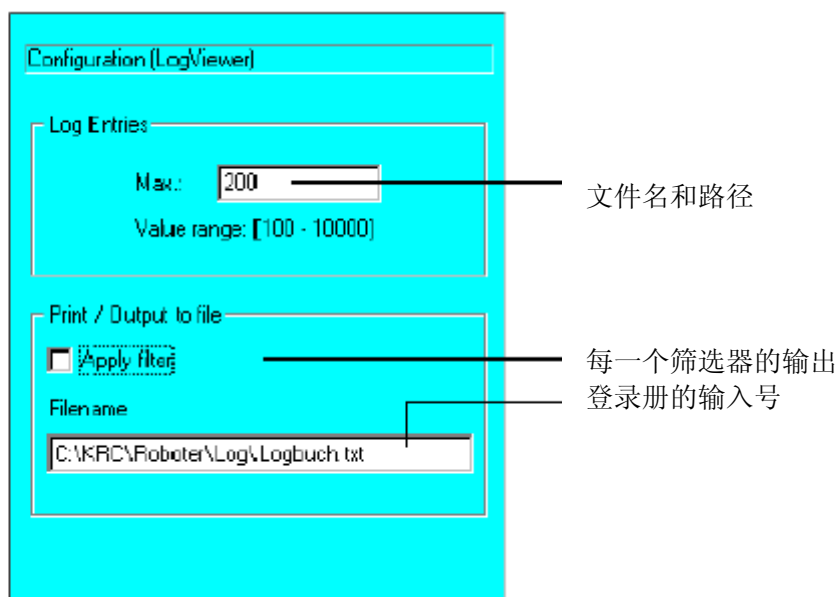 Configuration (LogViewer)
Log Entries
Max.: 200
文件名和路径
Value range: [100 - 10000]
Print / Output to file
Apply filter
每一个筛选器的输出
登录册的输入号
Filename
C:\KRC\Roboter\Log\Logbuch.txt